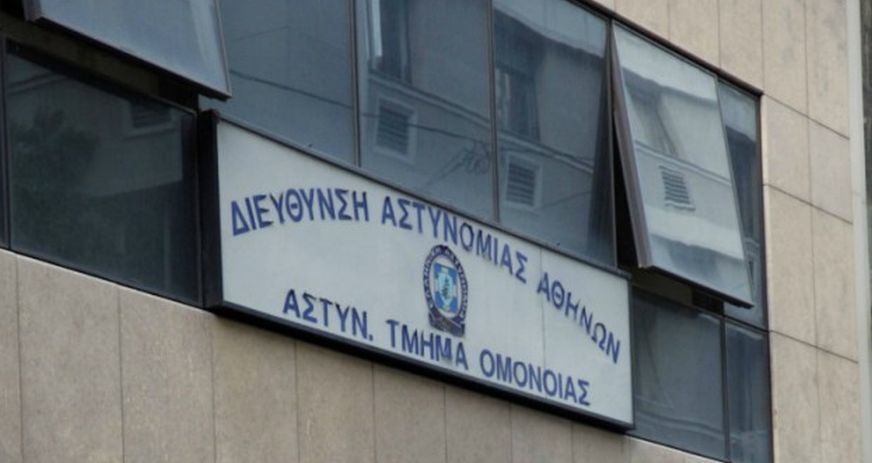 ΔΙΕΥΘΥΝΣΗ ΑΣΤΥΝΟΜΙΑΣ ΑΘΗΝΩΝ
ΑΣΤΥΝ. ΤΜΗΜΑ ΟΜΟΝΟΙΑΣ